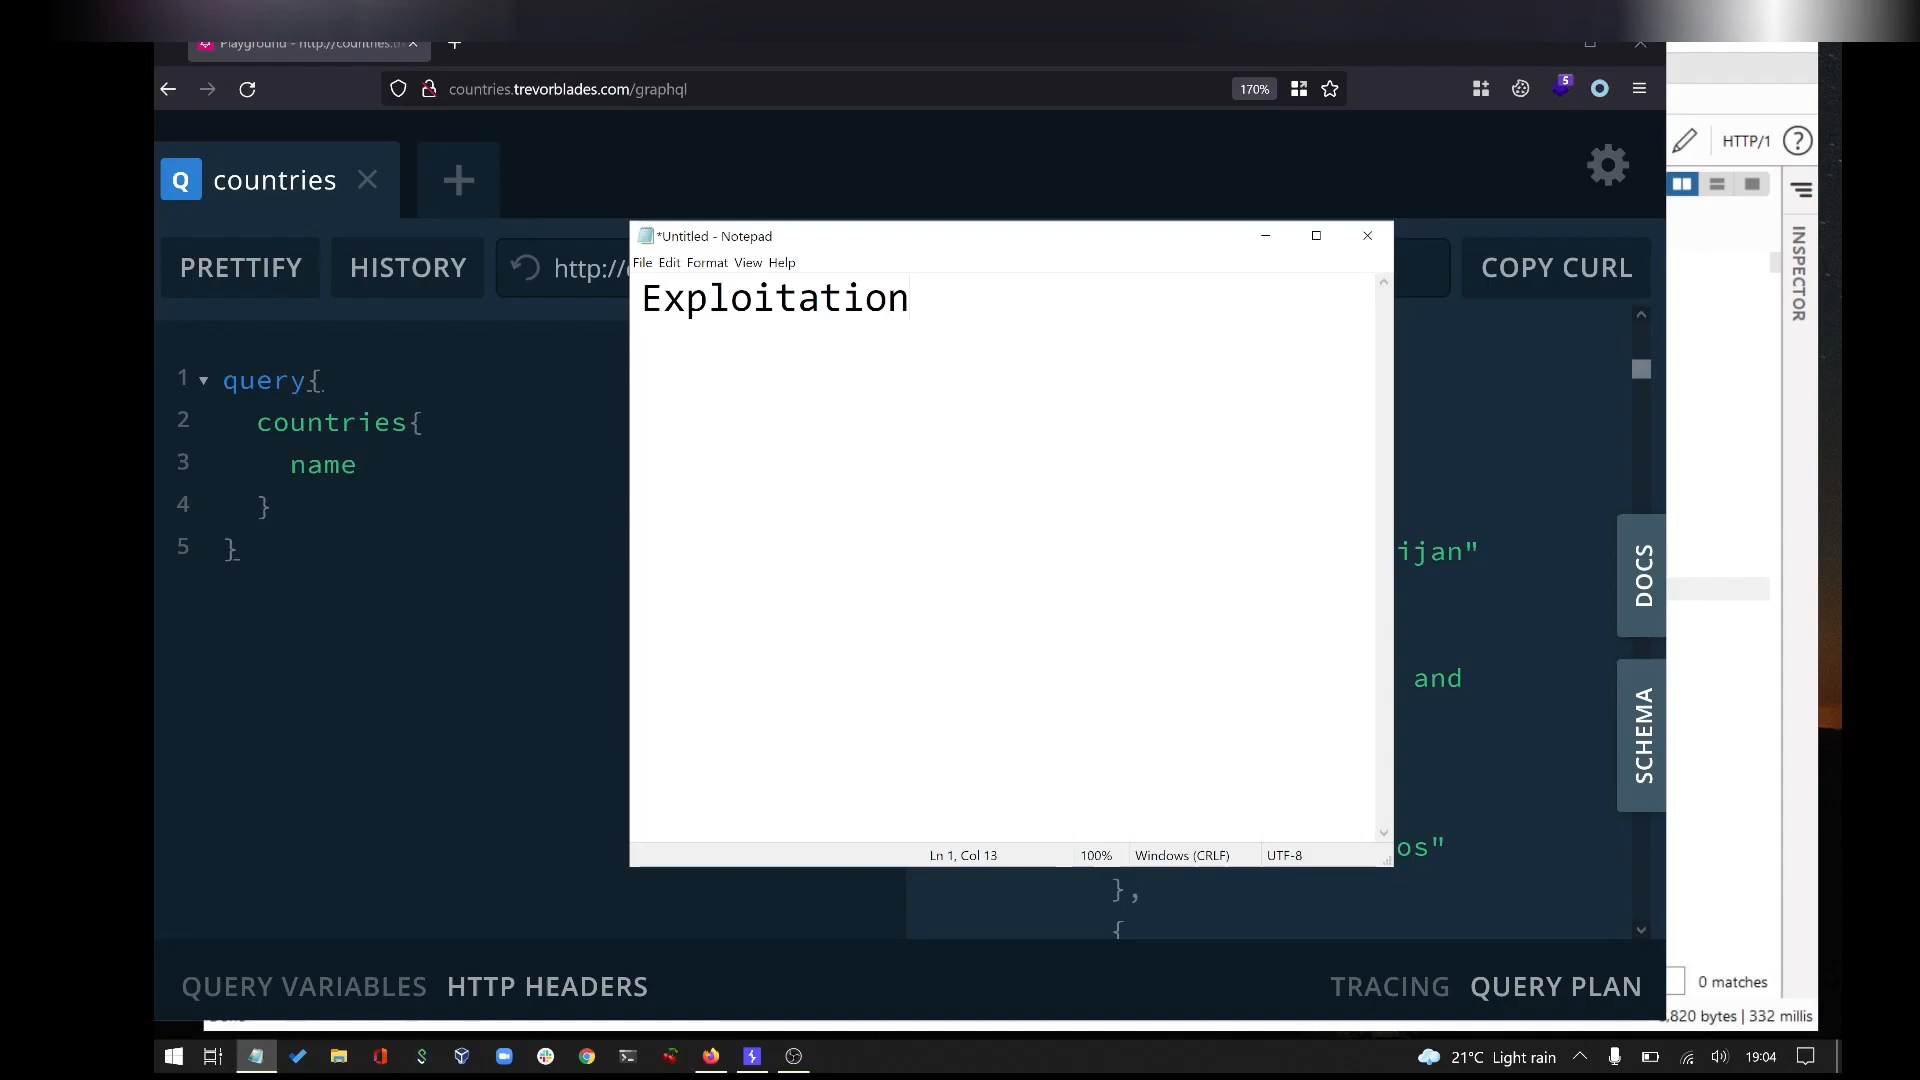 Playground - http://countries.tr
countries.trevorblades.com/graphql
170%
5
HTTP/1
Q countries
PRETTIFY
HISTORY
http://
COPY CURL
INSPECTOR
*Untitled - Notepad
File Edit Format View Help
Exploitation
1 query{
2 countries{
3 name
4 }
5 }
ijan"
and
os"
},
{
DOCS
SCHEMA
Ln 1, Col 13
100%
Windows (CRLF)
UTF-8
QUERY VARIABLES HTTP HEADERS
TRACING QUERY PLAN
0 matches
,820 bytes | 332 millis
21°C Light rain
19:04